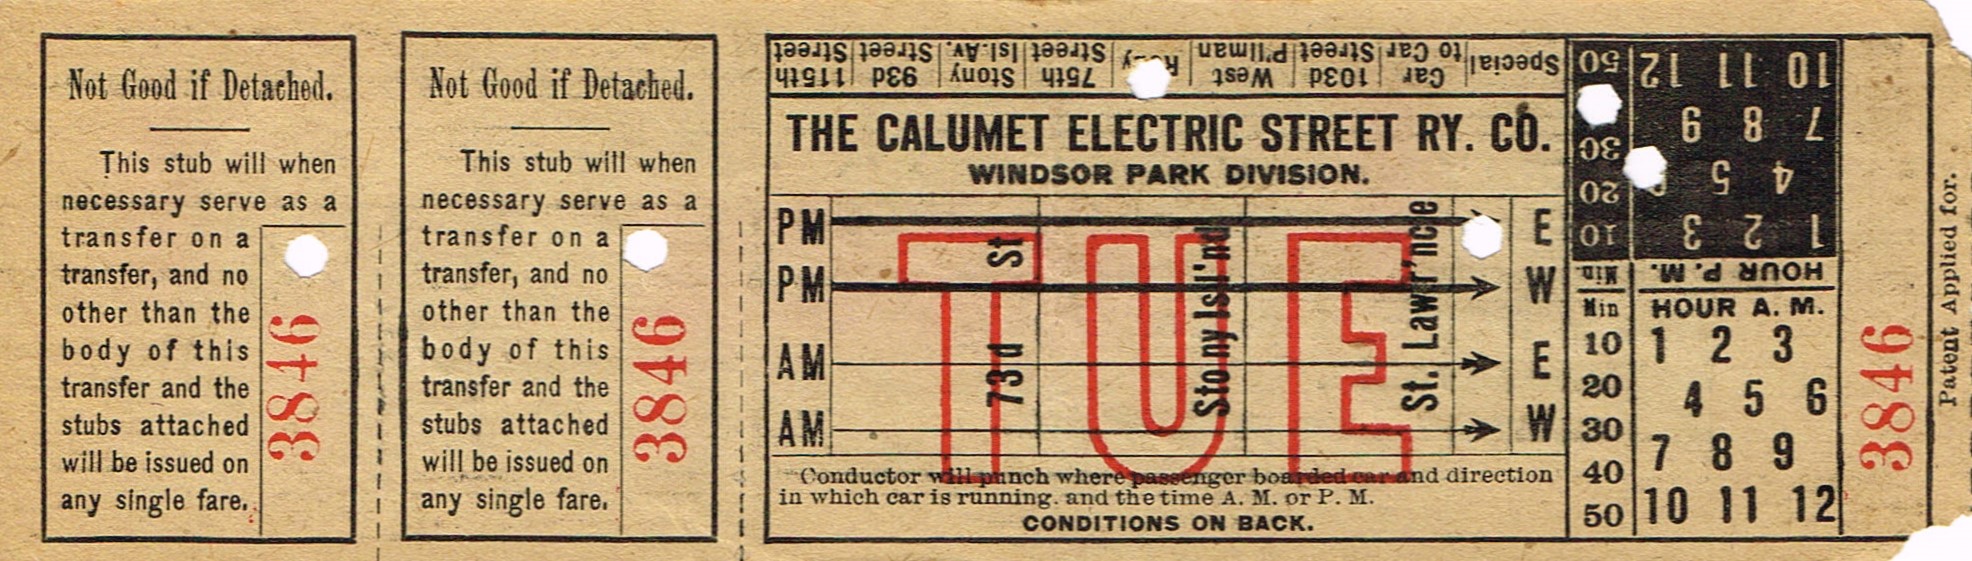 Not Good if Detached.
This stub will when
necessary serve as a
transfer on a
transfer, and no
other than the
body of this
transfer and the
stubs attached
will be issued on
any single fare.
3846
Not Good if Detached.
This stub will when
necessary serve as a
transfer on a
transfer, and no
other than the
body of this
transfer and the
stubs attached
will be issued on
any single fare.
3846
Special
Car to
Car
103d Street
West P'llman
75th Street
Stony Isl. Av.
93d Street
115th Street
THE CALUMET ELECTRIC STREET RY. CO.
WINDSOR PARK DIVISION.
PM E
PM W
AM E
AM W
73d St
Stony Isl'nd
St. Lawr'nce
TUE
Conductor will punch where passenger boarded car and direction
in which car is running. and the time A. M. or P. M.
CONDITIONS ON BACK.
HOUR P. M. Min.
1 2 3 10
4 5 20
7 8 9 30
10 11 12 50
Min HOUR A. M.
10 1 2 3
20 4 5 6
30 7 8 9
40 10 11 12
50
3846
Patent Applied for.